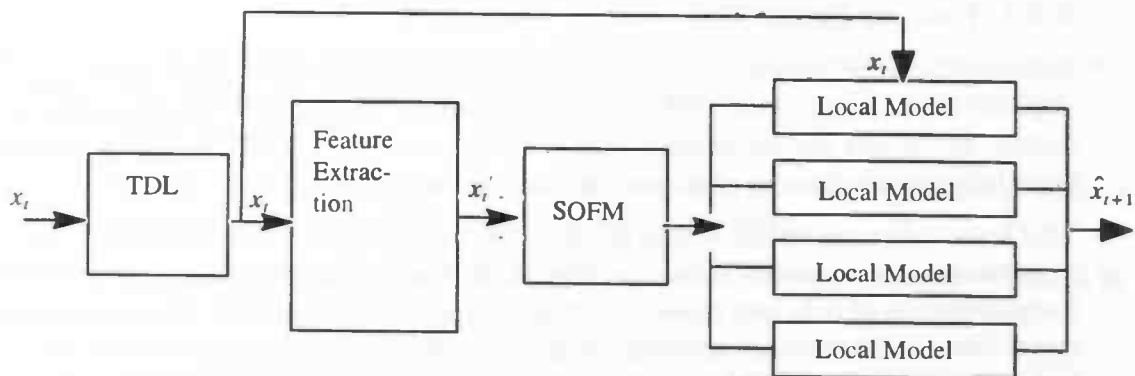 x_t
TDL
x_t
Feature
Extrac-
tion
x_t'
SOFM
x_t
Local Model
Local Model
Local Model
Local Model
x̂_{t+1}